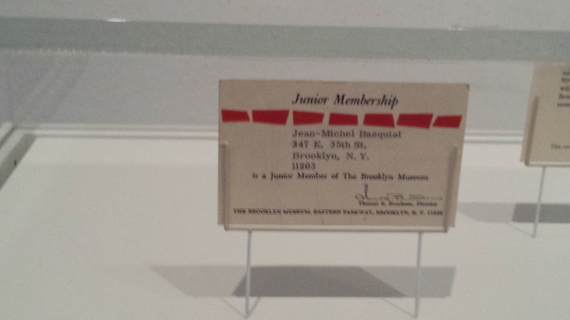 Junior Membership
Jean-Michel Basquiat
347 E. 35th St.
Brooklyn, N. Y.
11203
is a Junior Member of The Brooklyn Museum
Director
THE BROOKLYN MUSEUM, EASTERN PARKWAY, BROOKLYN, N. Y. 11238